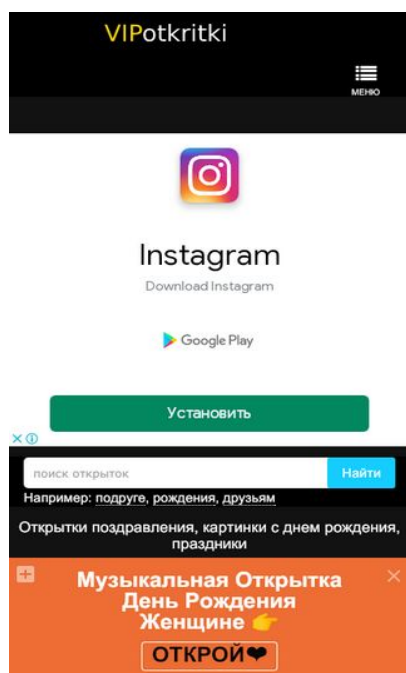 VIPotkritki
МЕНЮ
Instagram
Download Instagram
Google Play
Установить
поиск открыток
Найти
Например: подруге, рождения, друзьям
Открытки поздравления, картинки с днем рождения,
праздники
Музыкальная Открытка
День Рождения
Женщине 👉
ОТКРОЙ❤